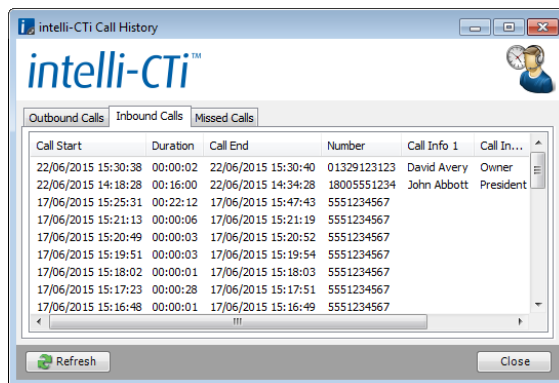 intelli-CTi Call History
intelli-CTi™
Outbound Calls Inbound Calls Missed Calls
Call Start Duration Call End Number Call Info 1 Call In...
22/06/2015 15:30:38 00:00:02 22/06/2015 15:30:40 01329123123 David Avery Owner
22/06/2015 14:18:28 00:16:00 22/06/2015 14:34:28 18005551234 John Abbott President
17/06/2015 15:25:31 00:22:12 17/06/2015 15:47:43 5551234567
17/06/2015 15:21:13 00:00:06 17/06/2015 15:21:19 5551234567
17/06/2015 15:20:49 00:00:03 17/06/2015 15:20:52 5551234567
17/06/2015 15:19:51 00:00:03 17/06/2015 15:19:54 5551234567
17/06/2015 15:18:02 00:00:01 17/06/2015 15:18:03 5551234567
17/06/2015 15:17:23 00:00:28 17/06/2015 15:17:51 5551234567
17/06/2015 15:16:48 00:00:01 17/06/2015 15:16:49 5551234567
Refresh Close